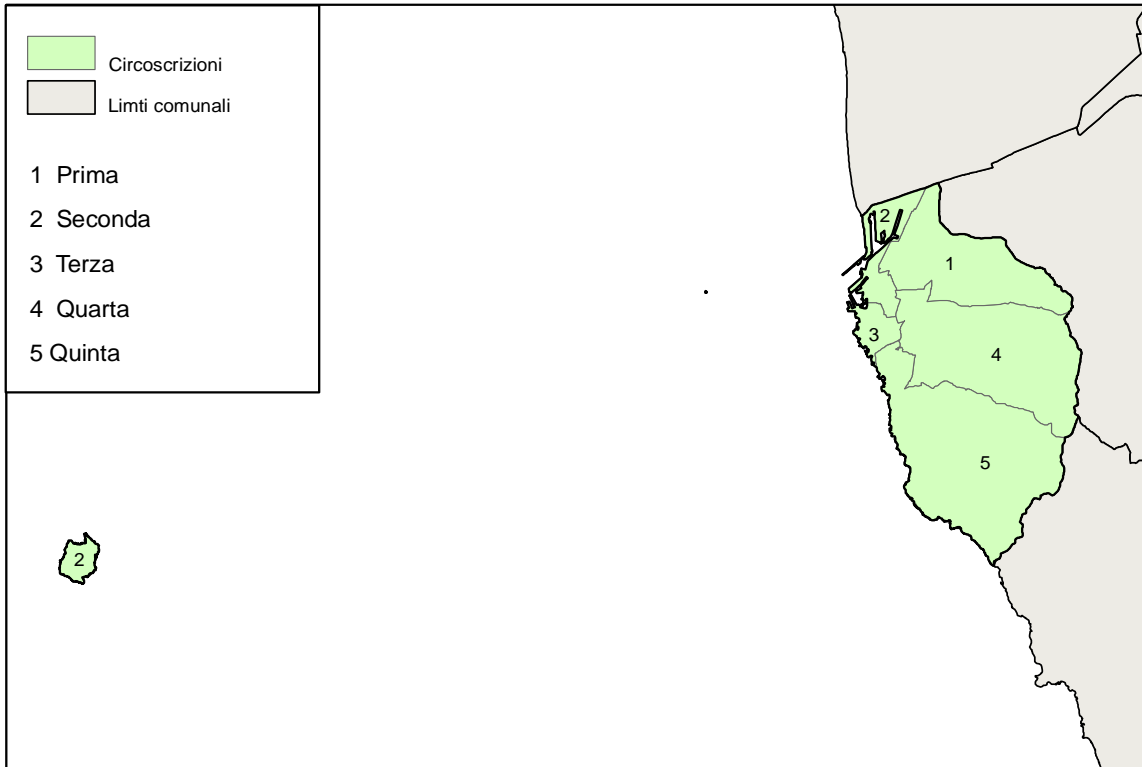 Circoscrizioni
Limti comunali
1 Prima
2 Seconda
3 Terza
4 Quarta
5 Quinta
2
1
3
4
5
2